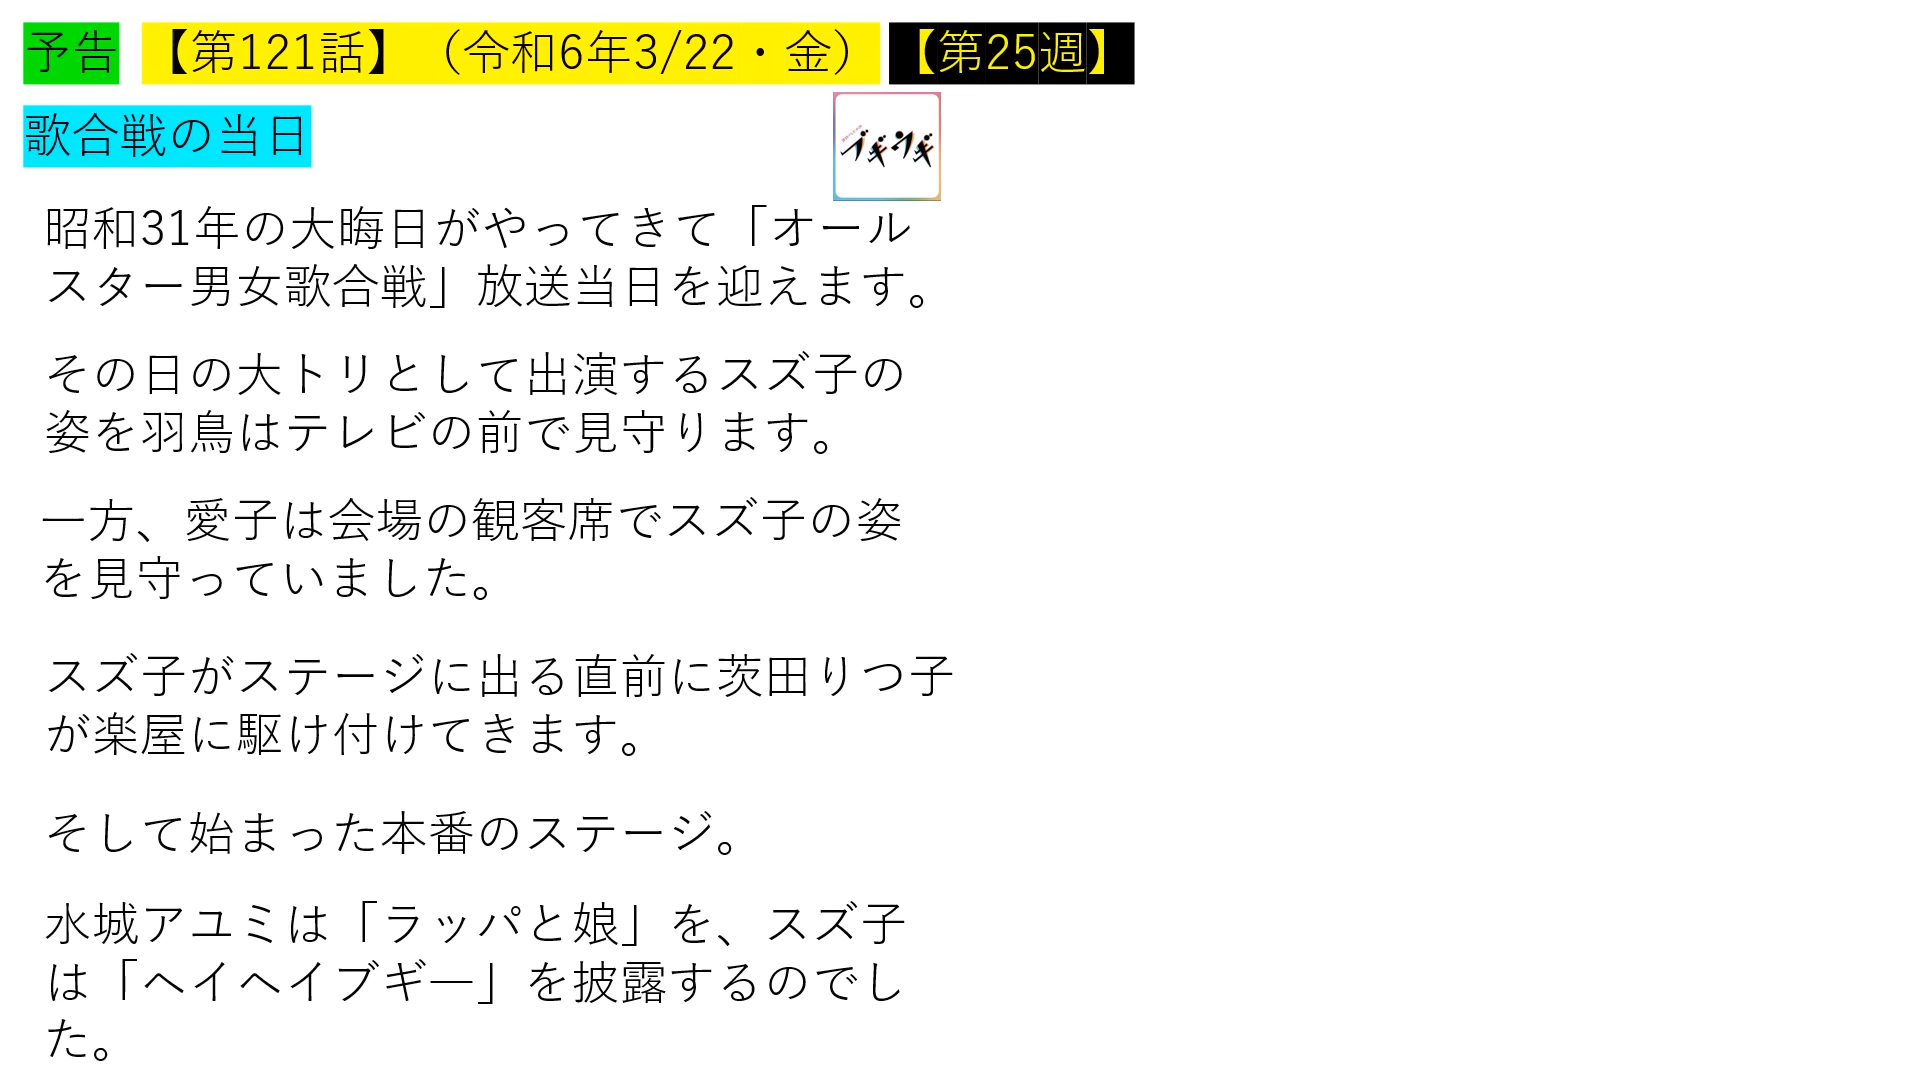 予告 【第121話】（令和6年3/22・金）【第25週】
歌合戦の当日
ブギウギ
昭和31年の大晦日がやってきて「オール
スター男女歌合戦」放送当日を迎えます。
その日の大トリとして出演するスズ子の
姿を羽鳥はテレビの前で見守ります。
一方、愛子は会場の観客席でスズ子の姿
を見守っていました。
スズ子がステージに出る直前に茨田りつ子
が楽屋に駆け付けてきます。
そして始まった本番のステージ。
水城アユミは「ラッパと娘」を、スズ子
は「ヘイヘイブギ―」を披露するのでし
た。